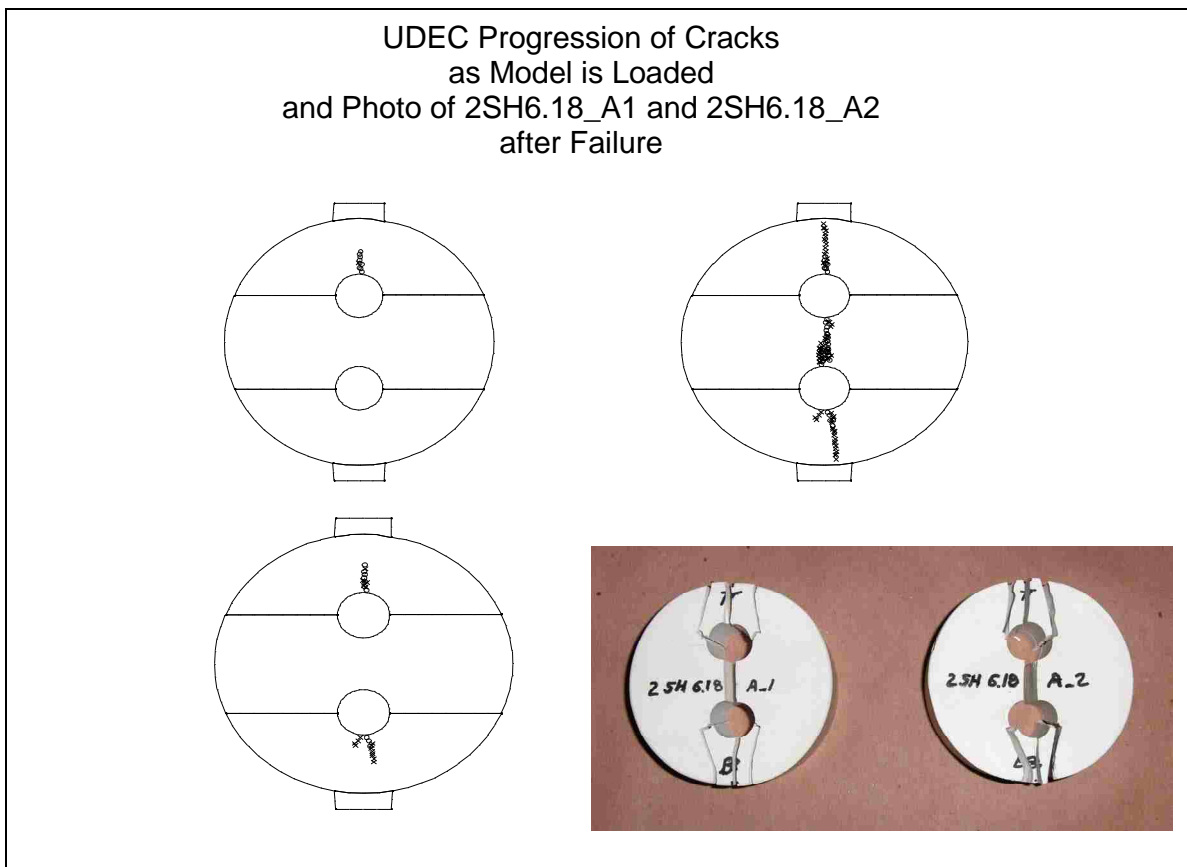 UDEC Progression of Cracks
as Model is Loaded
and Photo of 2SH6.18_A1 and 2SH6.18_A2
after Failure
T
T
2SH 6.18 A_1
2SH 6.18 A_2
B